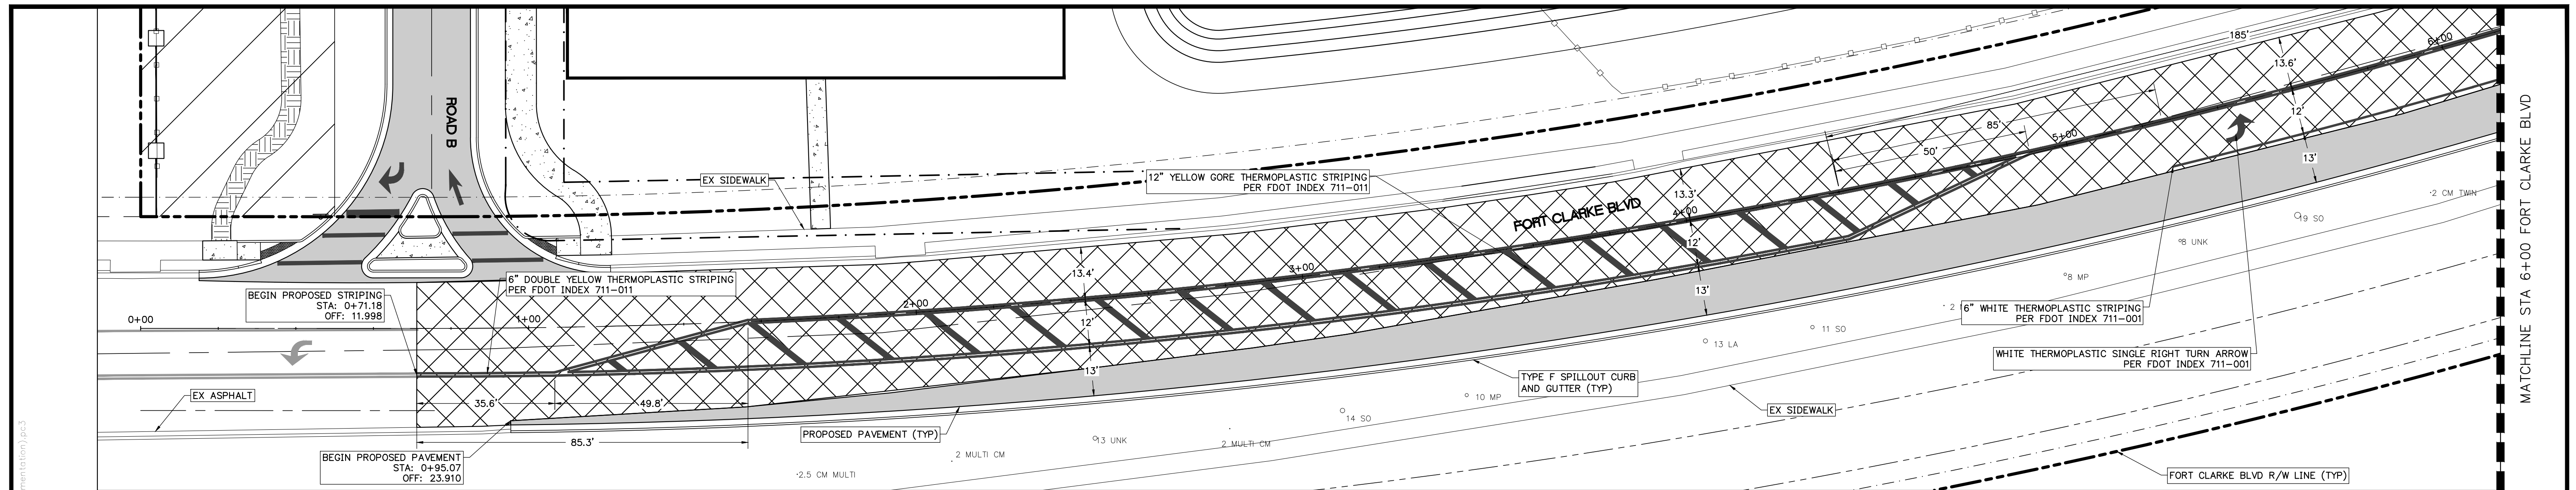 ROAD B
185'
6+00
13.6'
12'
13'
85'
50'
5+00
EX SIDEWALK
12" YELLOW GORE THERMOPLASTIC STRIPING
PER FDOT INDEX 711-011
13.3'
FORT CLARKE BLVD
4+00
12'
13'
2 CM TWIN
19 SO
8 UNK
8 MP
MATCHLINE STA 6+00 FORT CLARKE BLVD
6" DOUBLE YELLOW THERMOPLASTIC STRIPING
PER FDOT INDEX 711-011
BEGIN PROPOSED STRIPING
STA: 0+71.18
OFF: 11.998
0+00
1+00
2+00
3+00
13.4'
12'
13'
2
6" WHITE THERMOPLASTIC STRIPING
PER FDOT INDEX 711-001
11 SO
13 LA
WHITE THERMOPLASTIC SINGLE RIGHT TURN ARROW
PER FDOT INDEX 711-001
TYPE F SPILLOUT CURB
AND GUTTER (TYP)
EX ASPHALT
35.6'
49.8'
85.3'
10 MP
14 SO
EX SIDEWALK
PROPOSED PAVEMENT (TYP)
13 UNK
2 MULTI CM
2 MULTI CM
2.5 CM MULTI
BEGIN PROPOSED PAVEMENT
STA: 0+95.07
OFF: 23.910
FORT CLARKE BLVD R/W LINE (TYP)
mentation).pc3